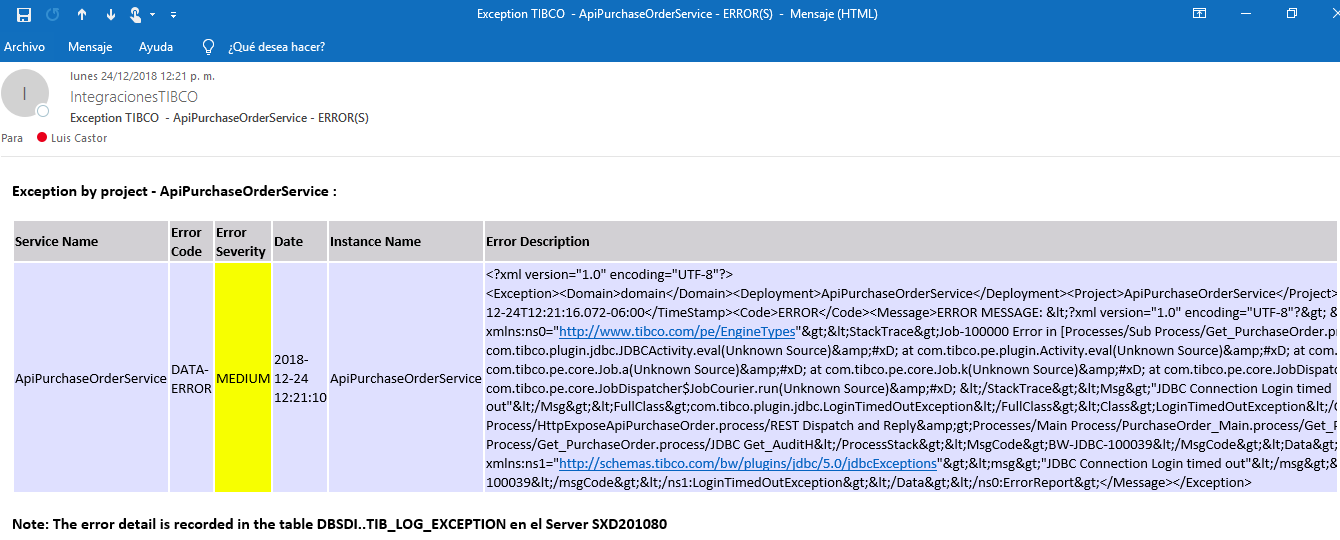 Exception TIBCO - ApiPurchaseOrderService - ERROR(S) - Mensaje (HTML)
Archivo Mensaje Ayuda ¿Qué desea hacer?
lunes 24/12/2018 12:21 p. m.
I
IntegracionesTIBCO
Exception TIBCO - ApiPurchaseOrderService - ERROR(S)
Para Luis Castor
Exception by project - ApiPurchaseOrderService :
Service Name
Error
Code
Error
Severity
Date
Instance Name
Error Description
ApiPurchaseOrderService
DATA-
ERROR
MEDIUM
2018-
12-24
12:21:10
ApiPurchaseOrderService
<?xml version="1.0" encoding="UTF-8"?>
<Exception><Domain>domain</Domain><Deployment>ApiPurchaseOrderService</Deployment><Project>ApiPurchaseOrderService</Project>
12-24T12:21:16.072-06:00</TimeStamp><Code>ERROR</Code><Message>ERROR MESSAGE: &lt;?xml version="1.0" encoding="UTF-8"?&gt; &
xmlns:ns0="http://www.tibco.com/pe/EngineTypes"&gt;&lt;StackTrace&gt;Job-100000 Error in [Processes/Sub Process/Get_PurchaseOrder.pr
com.tibco.plugin.jdbc.JDBCActivity.eval(Unknown Source)&amp;#xD; at com.tibco.pe.plugin.Activity.eval(Unknown Source)&amp;#xD; at com.
com.tibco.pe.core.Job.a(Unknown Source)&amp;#xD; at com.tibco.pe.core.Job.k(Unknown Source)&amp;#xD; at com.tibco.pe.core.JobDispatc
com.tibco.pe.core.JobDispatcher$JobCourier.run(Unknown Source)&amp;#xD; &lt;/StackTrace&gt;&lt;Msg&gt;"JDBC Connection Login timed
out"&lt;/Msg&gt;&lt;FullClass&gt;com.tibco.plugin.jdbc.LoginTimedOutException&lt;/FullClass&gt;&lt;Class&gt;LoginTimedOutException&lt;/
Process/HttpExposeApiPurchaseOrder.process/REST Dispatch and Reply&amp;gt;Processes/Main Process/PurchaseOrder_Main.process/Get_P
Process/Get_PurchaseOrder.process/JDBC Get_AuditH&lt;/ProcessStack&gt;&lt;MsgCode&gt;BW-JDBC-100039&lt;/MsgCode&gt;&lt;Data&gt;
xmlns:ns1="http://schemas.tibco.com/bw/plugins/jdbc/5.0/jdbcExceptions"&gt;&lt;msg&gt;"JDBC Connection Login timed out"&lt;/msg&gt;&
100039&lt;/msgCode&gt;&lt;/ns1:LoginTimedOutException&gt;&lt;/Data&gt;&lt;/ns0:ErrorReport&gt;</Message></Exception>
Note: The error detail is recorded in the table DBSDI..TIB_LOG_EXCEPTION en el Server SXD201080